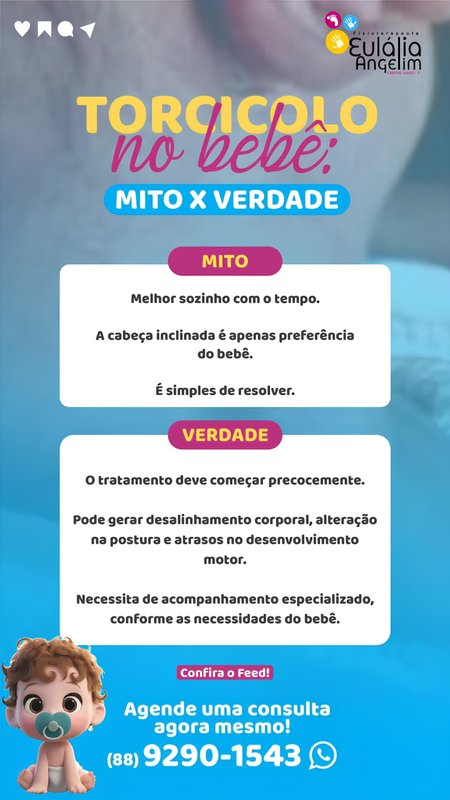 Fisioterapeuta
Eulália
Angelim
TORCICOLO
no bebê:
MITO X VERDADE
MITO
Melhor sozinho com o tempo.
A cabeça inclinada é apenas preferência
do bebê.
É simples de resolver.
VERDADE
O tratamento deve começar precocemente.
Pode gerar desalinhamento corporal, alteração
na postura e atrasos no desenvolvimento
motor.
Necessita de acompanhamento especializado,
conforme as necessidades do bebê.
Confira o Feed!
Agende uma consulta
agora mesmo!
(88) 9290-1543